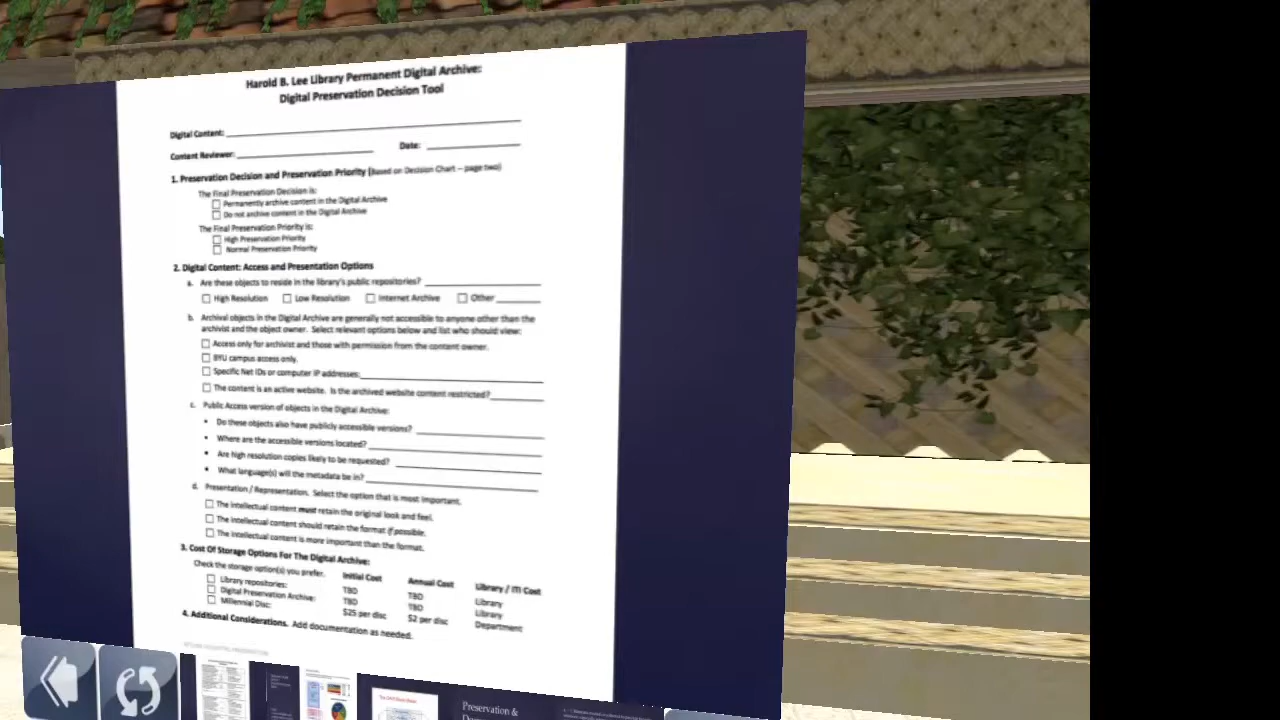 Harold B. Lee Library Permanent Digital Archive:
Digital Preservation Decision Tool
Digital Content:
Content Reviewer: Date:
1. Preservation Decision and Preservation Priority (Based on Decision Chart – page two)
The Final Preservation Decision is:
Permanently archive content in the Digital Archive
Do not archive content in the Digital Archive
The Final Preservation Priority is:
High Preservation Priority
Normal Preservation Priority
2. Digital Content: Access and Presentation Options
a. Are these objects to reside in the library's public repositories?
High Resolution Low Resolution Internet Archive Other
b. Archival objects in the Digital Archive are generally not accessible to anyone other than the
archivist and the object owner. Select relevant options below and list who should view:
Access only for archivist and those with permission from the content owner.
BYU campus access only.
Specific Net IDs or computer IP addresses:
The content is an active website. Is the archived website content restricted?
c. Public Access version of objects in the Digital Archive:
• Do these objects also have publicly accessible versions?
• Where are the accessible versions located?
• Are high resolution copies likely to be requested?
• What language(s) will the metadata be in?
d. Presentation / Representation. Select the option that is most important.
The intellectual content must retain the original look and feel.
The intellectual content should retain the format if possible.
The intellectual content is more important than the format.
3. Cost Of Storage Options For The Digital Archive:
Check the storage option(s) you prefer. Initial Cost Annual Cost Library / ITI Cost
Library repositories: TBD TBD Library
Digital Preservation Archive: TBD TBD Library
Millennial Disc: $25 per disc $2 per disc Department
4. Additional Considerations. Add documentation as needed.
Preservation &